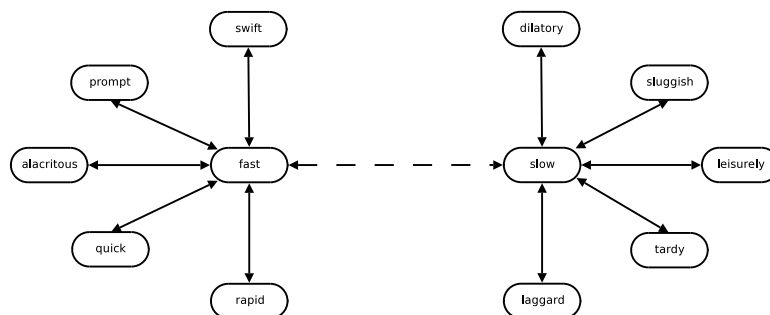 swift
dilatory
prompt
sluggish
alacritous
fast
slow
leisurely
quick
tardy
rapid
laggard